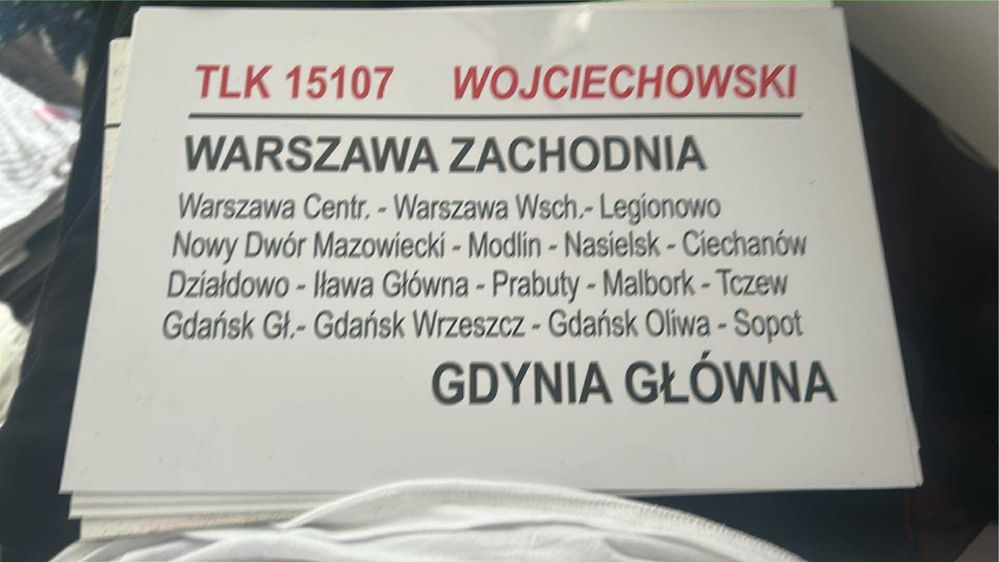 TLK 15107 WOJCIECHOWSKI
WARSZAWA ZACHODNIA
Warszawa Centr. - Warszawa Wsch.- Legionowo
Nowy Dwór Mazowiecki - Modlin - Nasielsk - Ciechanów
Działdowo - Iława Główna - Prabuty - Malbork - Tczew
Gdańsk Gł.- Gdańsk Wrzeszcz - Gdańsk Oliwa - Sopot
GDYNIA GŁÓWNA